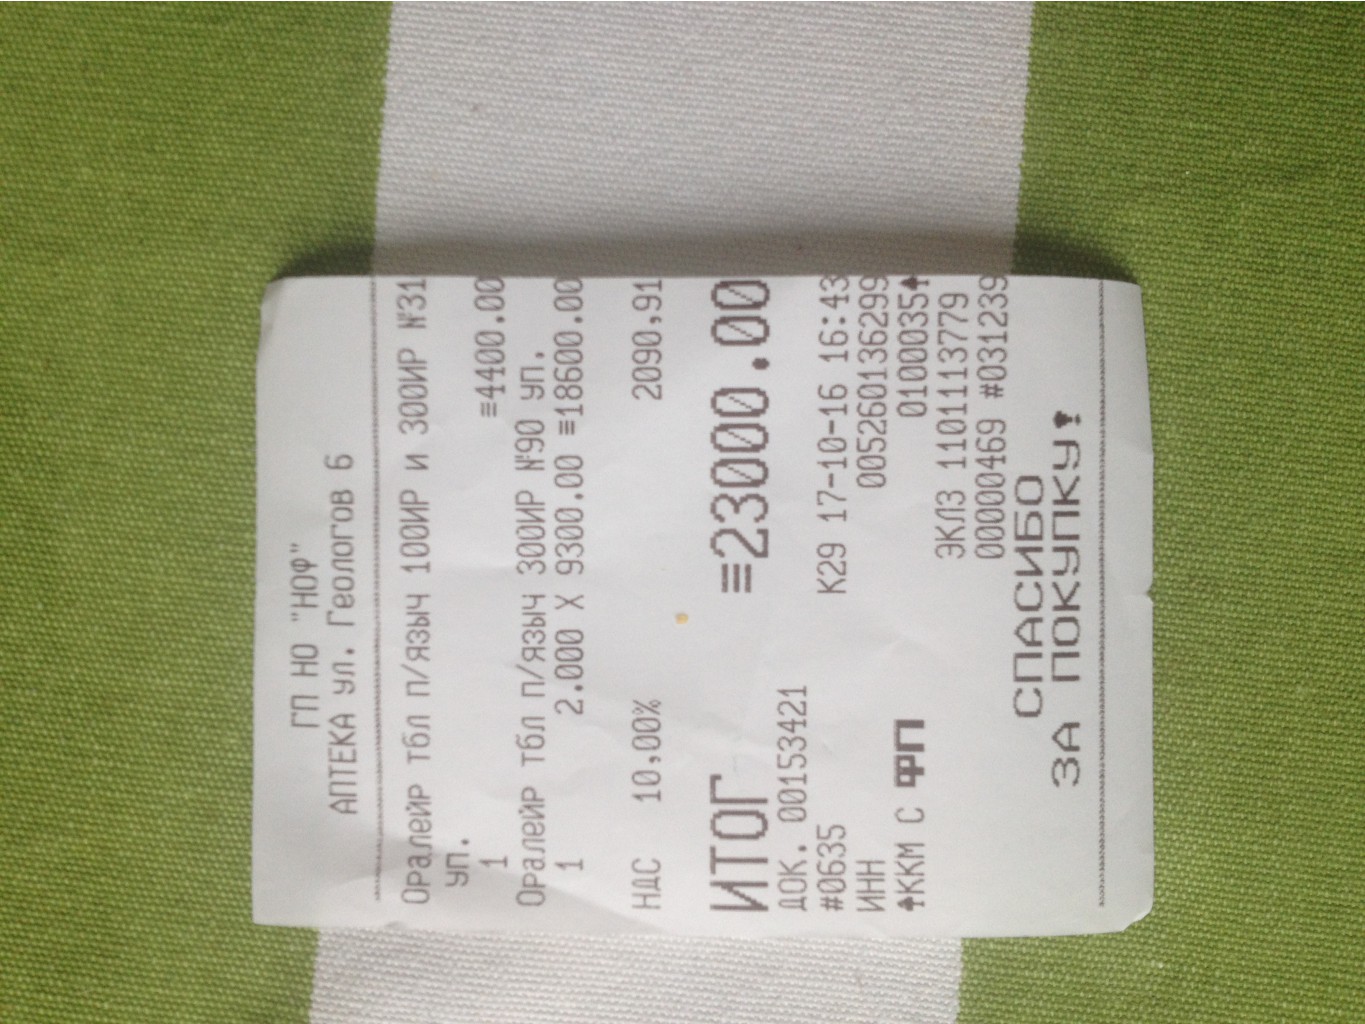 ГП НО "НОФ"
АПТЕКА ул. Геологов 6
Оралейр тбл п/языч 100ИР И 300ИР №31
уп.
1 ≡4400.00
Оралейр тбл п/языч 300ИР №90 уп.
1 2.000 X 9300.00 ≡18600.00
НДС 10,00% 2090,91
ИТОГ ≡23000.00
ДОК. 00153421
#0635 К29 17-10-16 16:43
ИНН 005260136299
ККМ С ФП 0100035
ЭКЛЗ 1101113779
00000469 #031239
СПАСИБО
ЗА ПОКУПКУ!